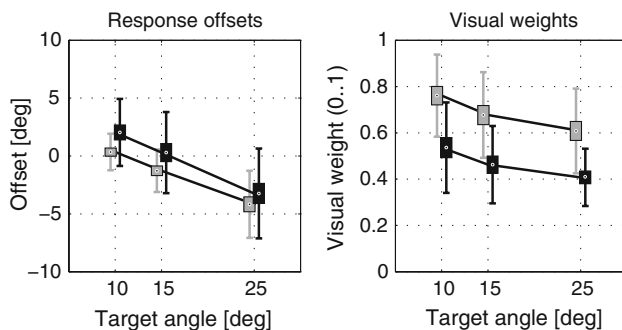 Response offsets
10
5
0
−5
−10
Offset [deg]
10 15 25
Target angle [deg]
Visual weights
1
0.8
0.6
0.4
0.2
0
Visual weight (0..1)
10 15 25
Target angle [deg]